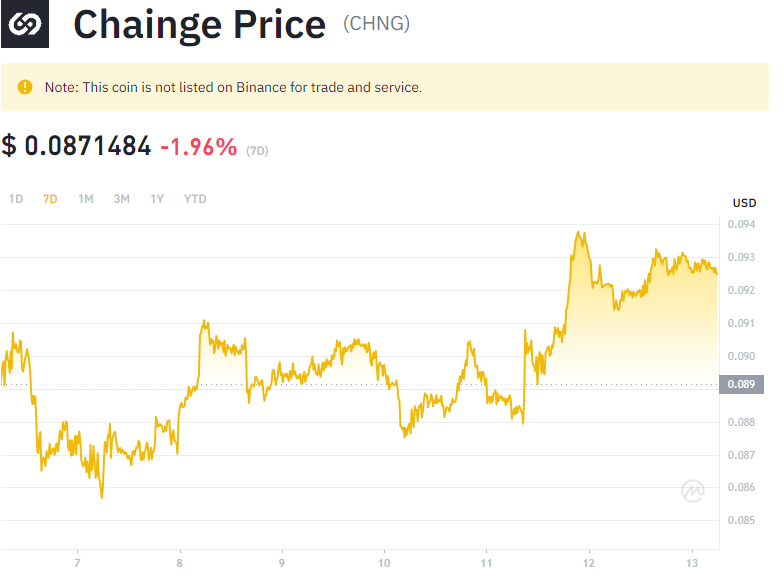 Chainge Price (CHNG)
Note: This coin is not listed on Binance for trade and service.
$ 0.0871484 -1.96% (7D)
1D 7D 1M 3M 1Y YTD
USD
0.094
0.093
0.092
0.091
0.090
0.089
0.088
0.087
0.086
0.085
7 8 9 10 11 12 13